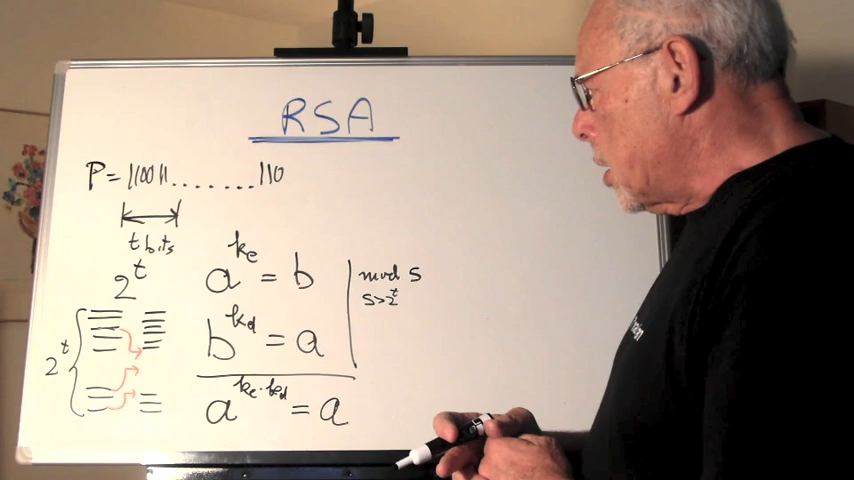 RSA
P = 110011.......110
t bits
2^t
a^ke = b
mod s
s>2^t
b^kd = a
2^t
a^ke·kd = a